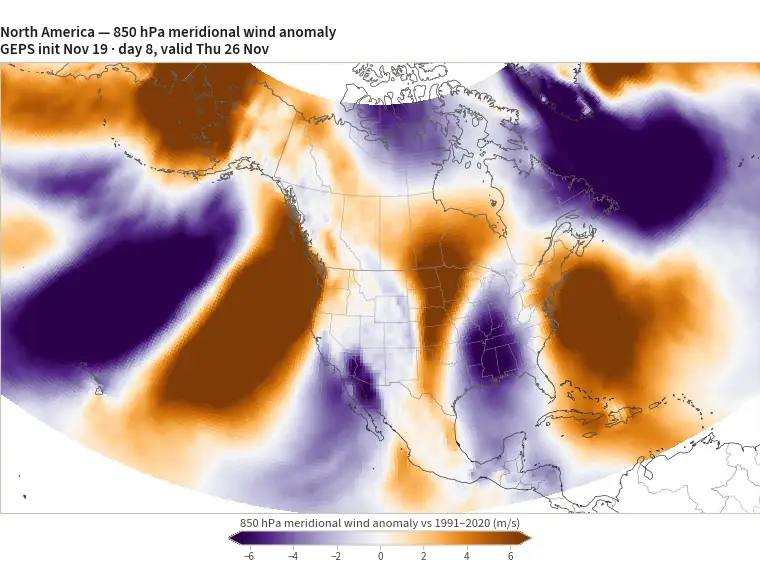 North America — 850 hPa meridional wind anomaly
GEPS init Nov 19 · day 8, valid Thu 26 Nov
850 hPa meridional wind anomaly vs 1991–2020 (m/s)
−6 −4 −2 0 2 4 6